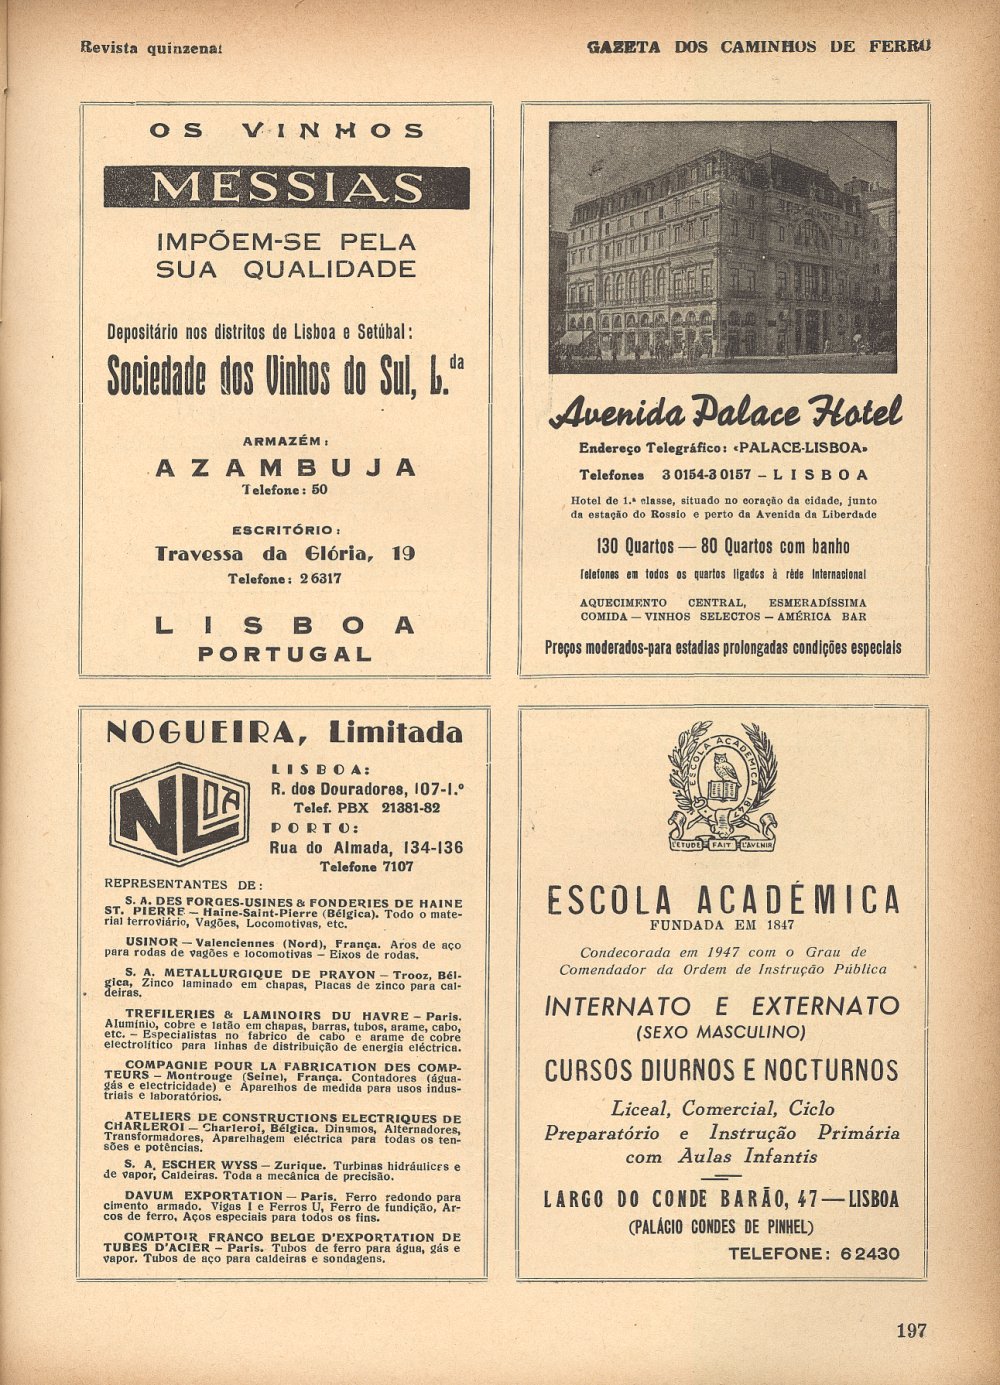 Revista quinzenal
GAZETA DOS CAMINHOS DE FERRO
OS VINHOS
MESSIAS
IMPÕEM-SE PELA
SUA QUALIDADE
Depositário nos distritos de Lisboa e Setúbal:
Sociedade dos Vinhos do Sul, L.da
ARMAZÉM:
AZAMBUJA
Telefone: 50
ESCRITÓRIO:
Travessa da Glória, 19
Telefone: 26317
LISBOA
PORTUGAL
Avenida Palace Hotel
Endereço Telegráfico: «PALACE-LISBOA»
Telefones 30154-30157 – LISBOA
Hotel de 1.ª classe, situado no coração da cidade, junto
da estação do Rossio e perto da Avenida da Liberdade
130 Quartos — 80 Quartos com banho
Telefones em todos os quartos ligados à rêde Internacional
AQUECIMENTO CENTRAL, ESMERADÍSSIMA
COMIDA — VINHOS SELECTOS — AMÉRICA BAR
Preços moderados-para estadias prolongadas condições especiais
NOGUEIRA, Limitada
NL DA
LISBOA:
R. dos Douradores, 107-1.º
Telef. PBX 21381-82
PORTO:
Rua do Almada, 134-136
Telefone 7107
REPRESENTANTES DE:
S. A. DES FORGES-USINES & FONDERIES DE HAINE
ST. PIERRE — Haine-Saint-Pierre (Bélgica). Todo o mate-
rial ferroviário, Vagões, Locomotivas, etc.
USINOR — Valenciennes (Nord), França. Aros de aço
para rodas de vagões e locomotivas — Eixos de rodas.
S. A. METALLURGIQUE DE PRAYON — Trooz, Bél-
gica, Zinco laminado em chapas, Placas de zinco para cal-
deiras.
TREFILERIES & LAMINOIRS DU HAVRE — Paris.
Alumínio, cobre e latão em chapas, barras, tubos, arame, cabo,
etc. — Especialistas no fabrico de cabo e arame de cobre
electrolítico para linhas de distribuição de energia eléctrica.
COMPAGNIE POUR LA FABRICATION DES COMP-
TEURS — Montrouge (Seine), França. Contadores (água-
gás e electricidade) e Aparelhos de medida para usos indus-
triais e laboratórios.
ATELIERS DE CONSTRUCTIONS ELECTRIQUES DE
CHARLEROI — Charleroi, Bélgica. Dinamos, Alternadores,
Transformadores, Aparelhagem eléctrica para todas os ten-
sões e potências.
S. A. ESCHER WYSS — Zurique. Turbinas hidráulicas e
de vapor, Caldeiras. Toda a mecânica de precisão.
DAVUM EXPORTATION — Paris. Ferro redondo para
cimento armado. Vigas I e Ferros U, Ferro de fundição, Ar-
cos de ferro, Aços especiais para todos os fins.
COMPTOIR FRANCO BELGE D'EXPORTATION DE
TUBES D'ACIER — Paris. Tubos de ferro para água, gás e
vapor. Tubos de aço para caldeiras e sondagens.
ESCOLA ACADEMICA 1847
L'ETUDE FAIT L'AVENIR
ESCOLA ACADÉMICA
FUNDADA EM 1847
Condecorada em 1947 com o Grau de
Comendador da Ordem de Instrução Pública
INTERNATO E EXTERNATO
(SEXO MASCULINO)
CURSOS DIURNOS E NOCTURNOS
Liceal, Comercial, Ciclo
Preparatório e Instrução Primária
com Aulas Infantis
LARGO DO CONDE BARÃO, 47 — LISBOA
(PALÁCIO CONDES DE PINHEL)
TELEFONE: 62430
197